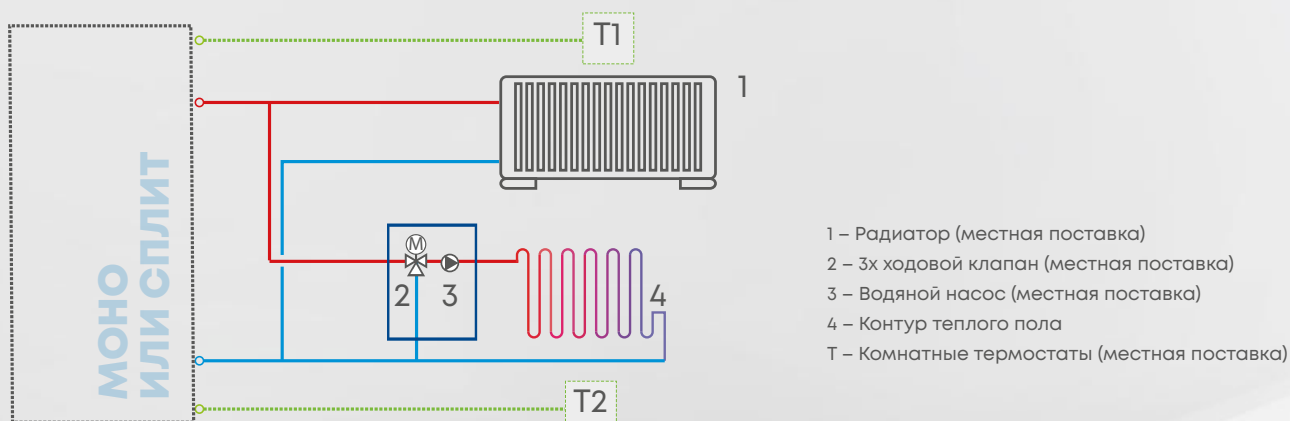 T1
1
МОНО
ИЛИ СПЛИТ
M
2
3
4
T2
1 – Радиатор (местная поставка)
2 – 3х ходовой клапан (местная поставка)
3 – Водяной насос (местная поставка)
4 – Контур теплого пола
Т – Комнатные термостаты (местная поставка)